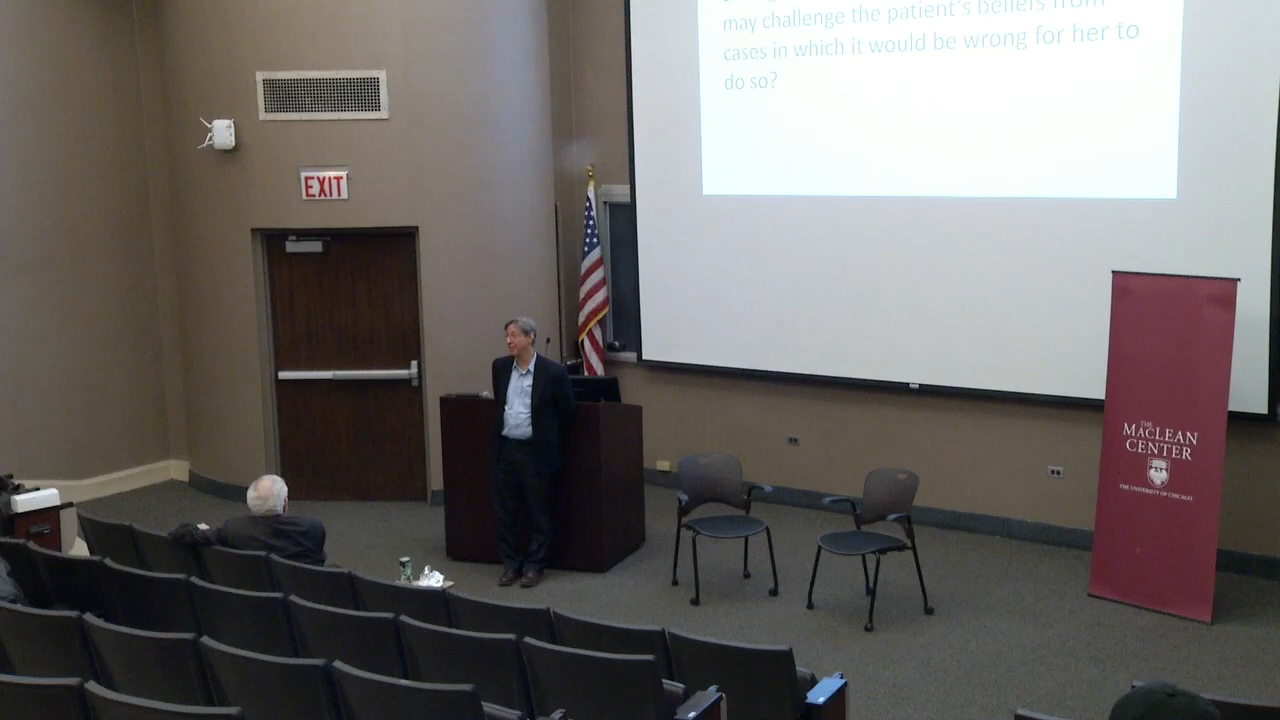 may challenge the patient's beliefs from
cases in which it would be wrong for her to
do so?
EXIT
THE
MACLEAN
CENTER
THE UNIVERSITY OF CHICAGO